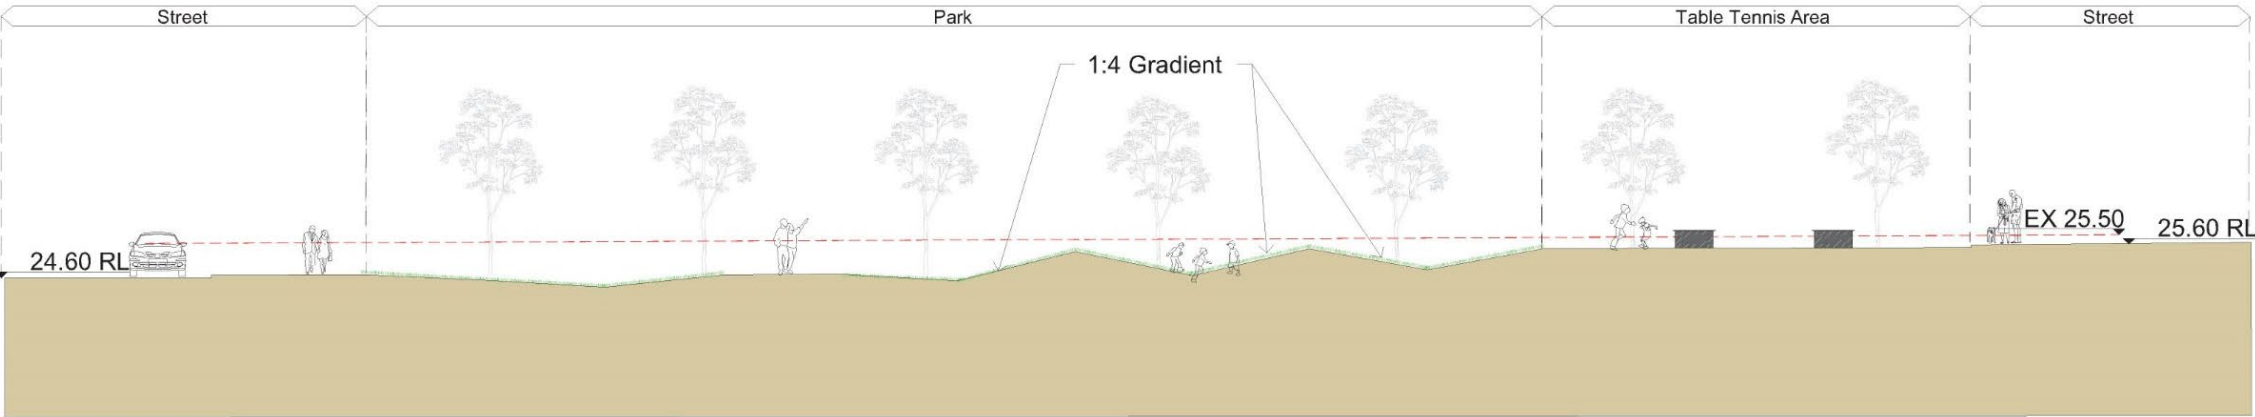 Street
Park
Table Tennis Area
Street
1:4 Gradient
24.60 RL
EX 25.50
25.60 RL